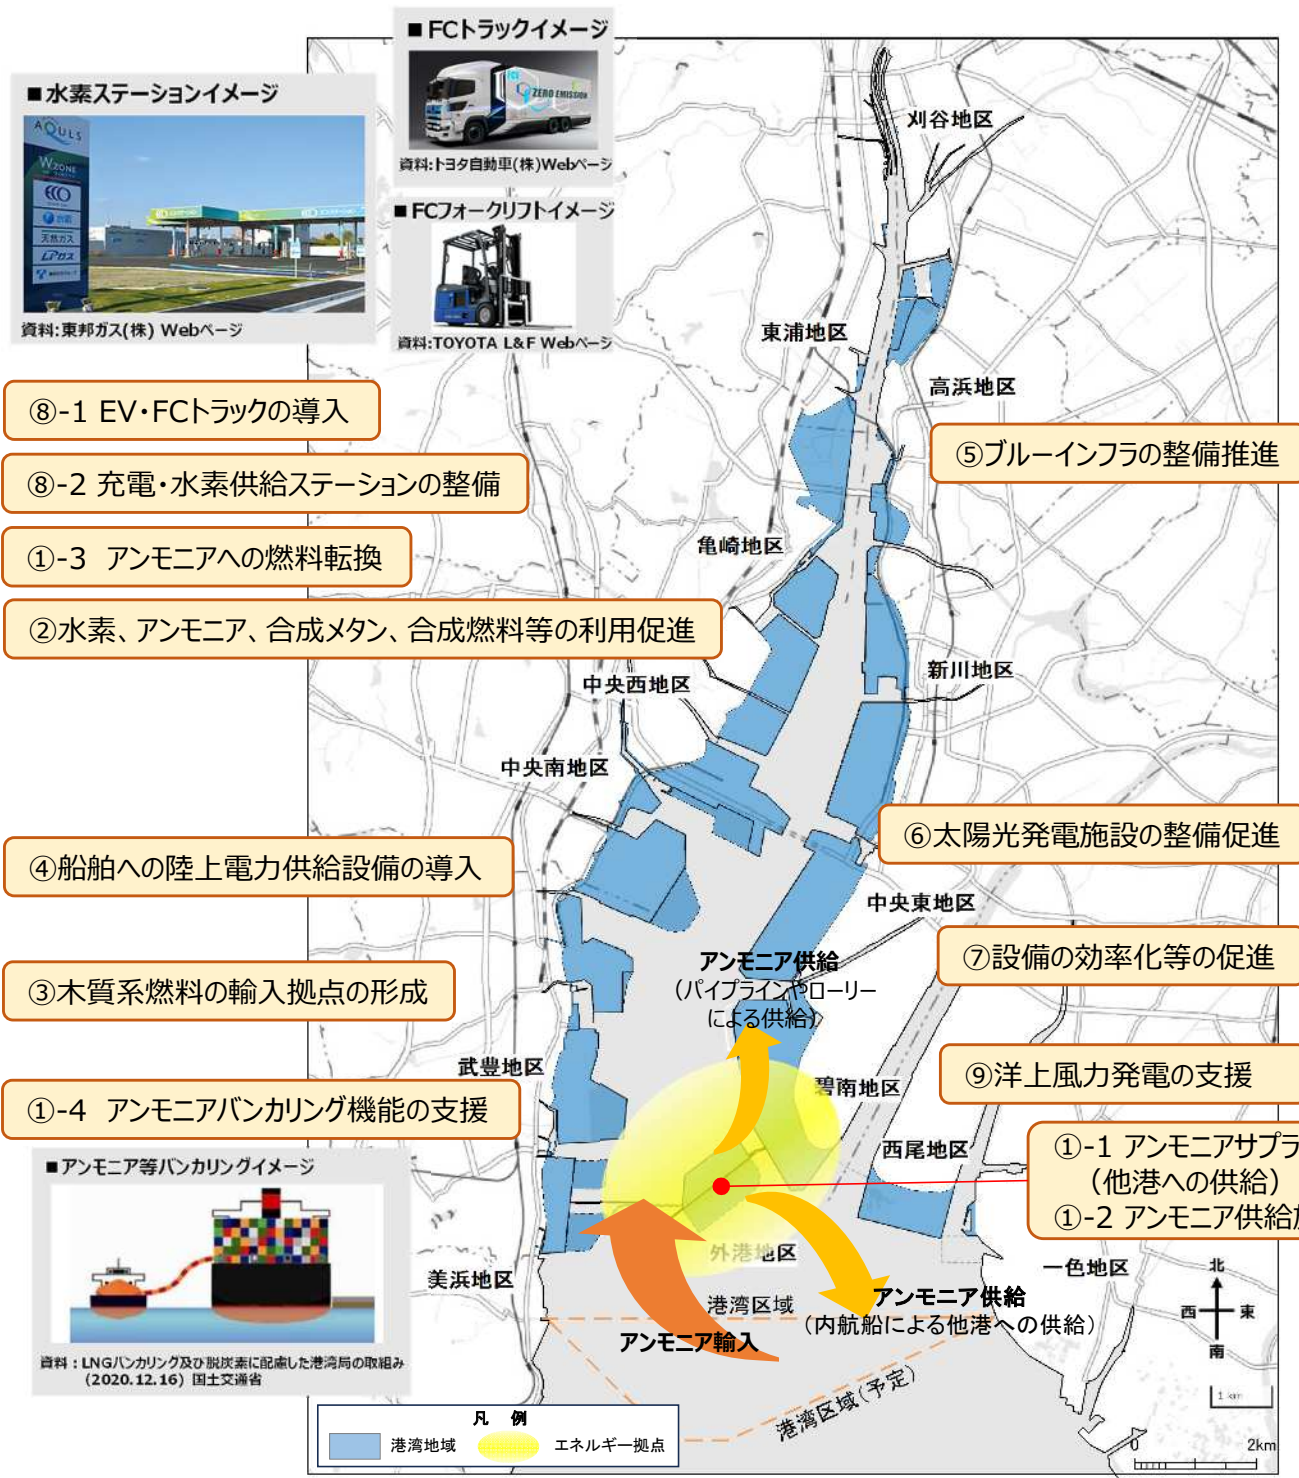 ■FCトラックイメージ
FCV
ZERO EMISSION
資料:トヨタ自動車(株)Webページ
■水素ステーションイメージ
AQULS
WZONE
ECO
水素
天然ガス
LPガス
資料:東邦ガス(株) Webページ
■FCフォークリフトイメージ
資料:TOYOTA L&F Webページ
刈谷地区
東浦地区
高浜地区
⑧-1 EV・FCトラックの導入
⑤ブルーインフラの整備推進
⑧-2 充電・水素供給ステーションの整備
①-3 アンモニアへの燃料転換
亀崎地区
②水素、アンモニア、合成メタン、合成燃料等の利用促進
新川地区
中央西地区
中央南地区
⑥太陽光発電施設の整備促進
④船舶への陸上電力供給設備の導入
中央東地区
⑦設備の効率化等の促進
アンモニア供給
(パイプラインやローリー
による供給)
③木質系燃料の輸入拠点の形成
武豊地区
碧南地区
⑨洋上風力発電の支援
①-4 アンモニアバンカリング機能の支援
西尾地区
①-1 アンモニアサプラ
(他港への供給)
①-2 アンモニア供給
■アンモニア等バンカリングイメージ
外港地区
美浜地区
一色地区
港湾区域
アンモニア供給
(内航船による他港への供給)
アンモニア輸入
北
西
東
南
資料：LNGバンカリング及び脱炭素に配慮した港湾局の取組み
(2020.12.16) 国土交通省
港湾区域(予定)
1 km
凡 例
港湾地域
エネルギー拠点
0
2km